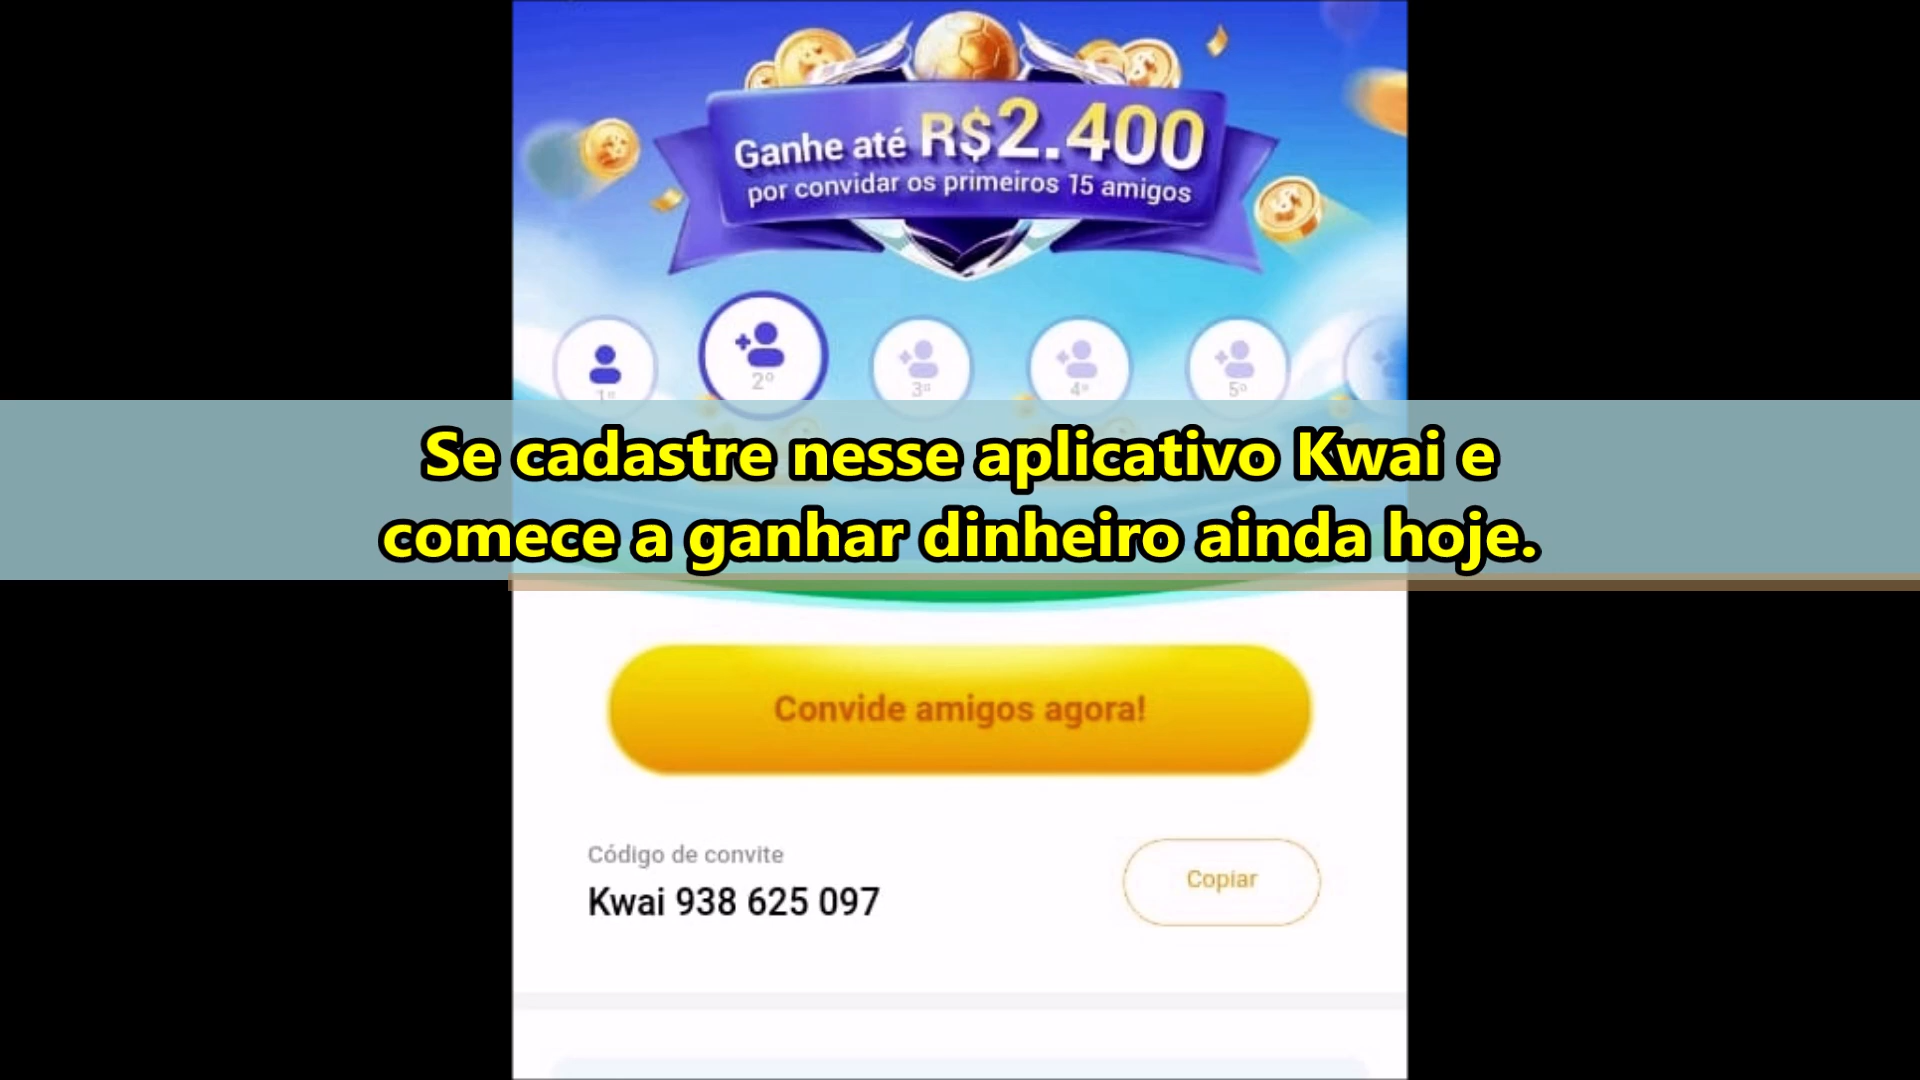 Ganhe até R$2.400
por convidar os primeiros 15 amigos
1º
2º
3º
4º
5º
Se cadastre nesse aplicativo Kwai e
comece a ganhar dinheiro ainda hoje.
Convide amigos agora!
Código de convite
Kwai 938 625 097
Copiar